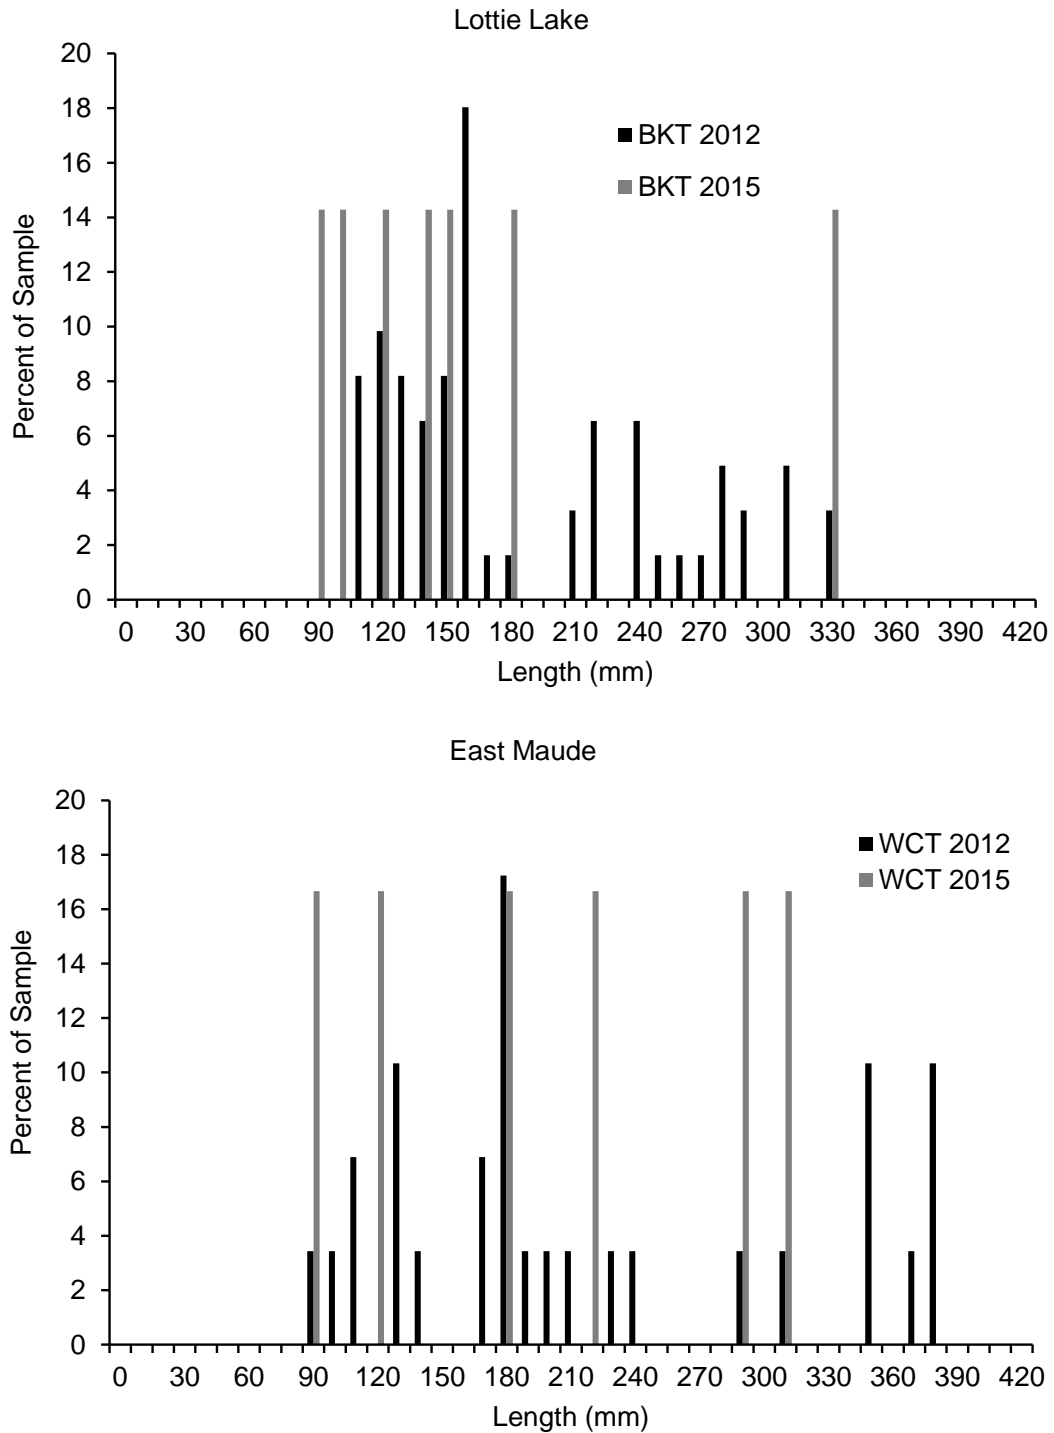 Lottie Lake
20
18
16
14
12
10
8
6
4
2
0
Percent of Sample
BKT 2012
BKT 2015
0 30 60 90 120 150 180 210 240 270 300 330 360 390 420
Length (mm)
East Maude
20
18
16
14
12
10
8
6
4
2
0
Percent of Sample
WCT 2012
WCT 2015
0 30 60 90 120 150 180 210 240 270 300 330 360 390 420
Length (mm)